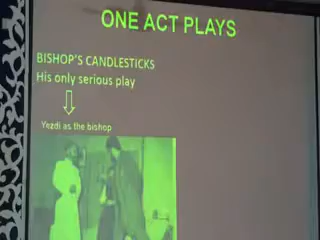 ONE ACT PLAYS
BISHOP'S CANDLESTICKS
His only serious play
Yezdi as the bishop